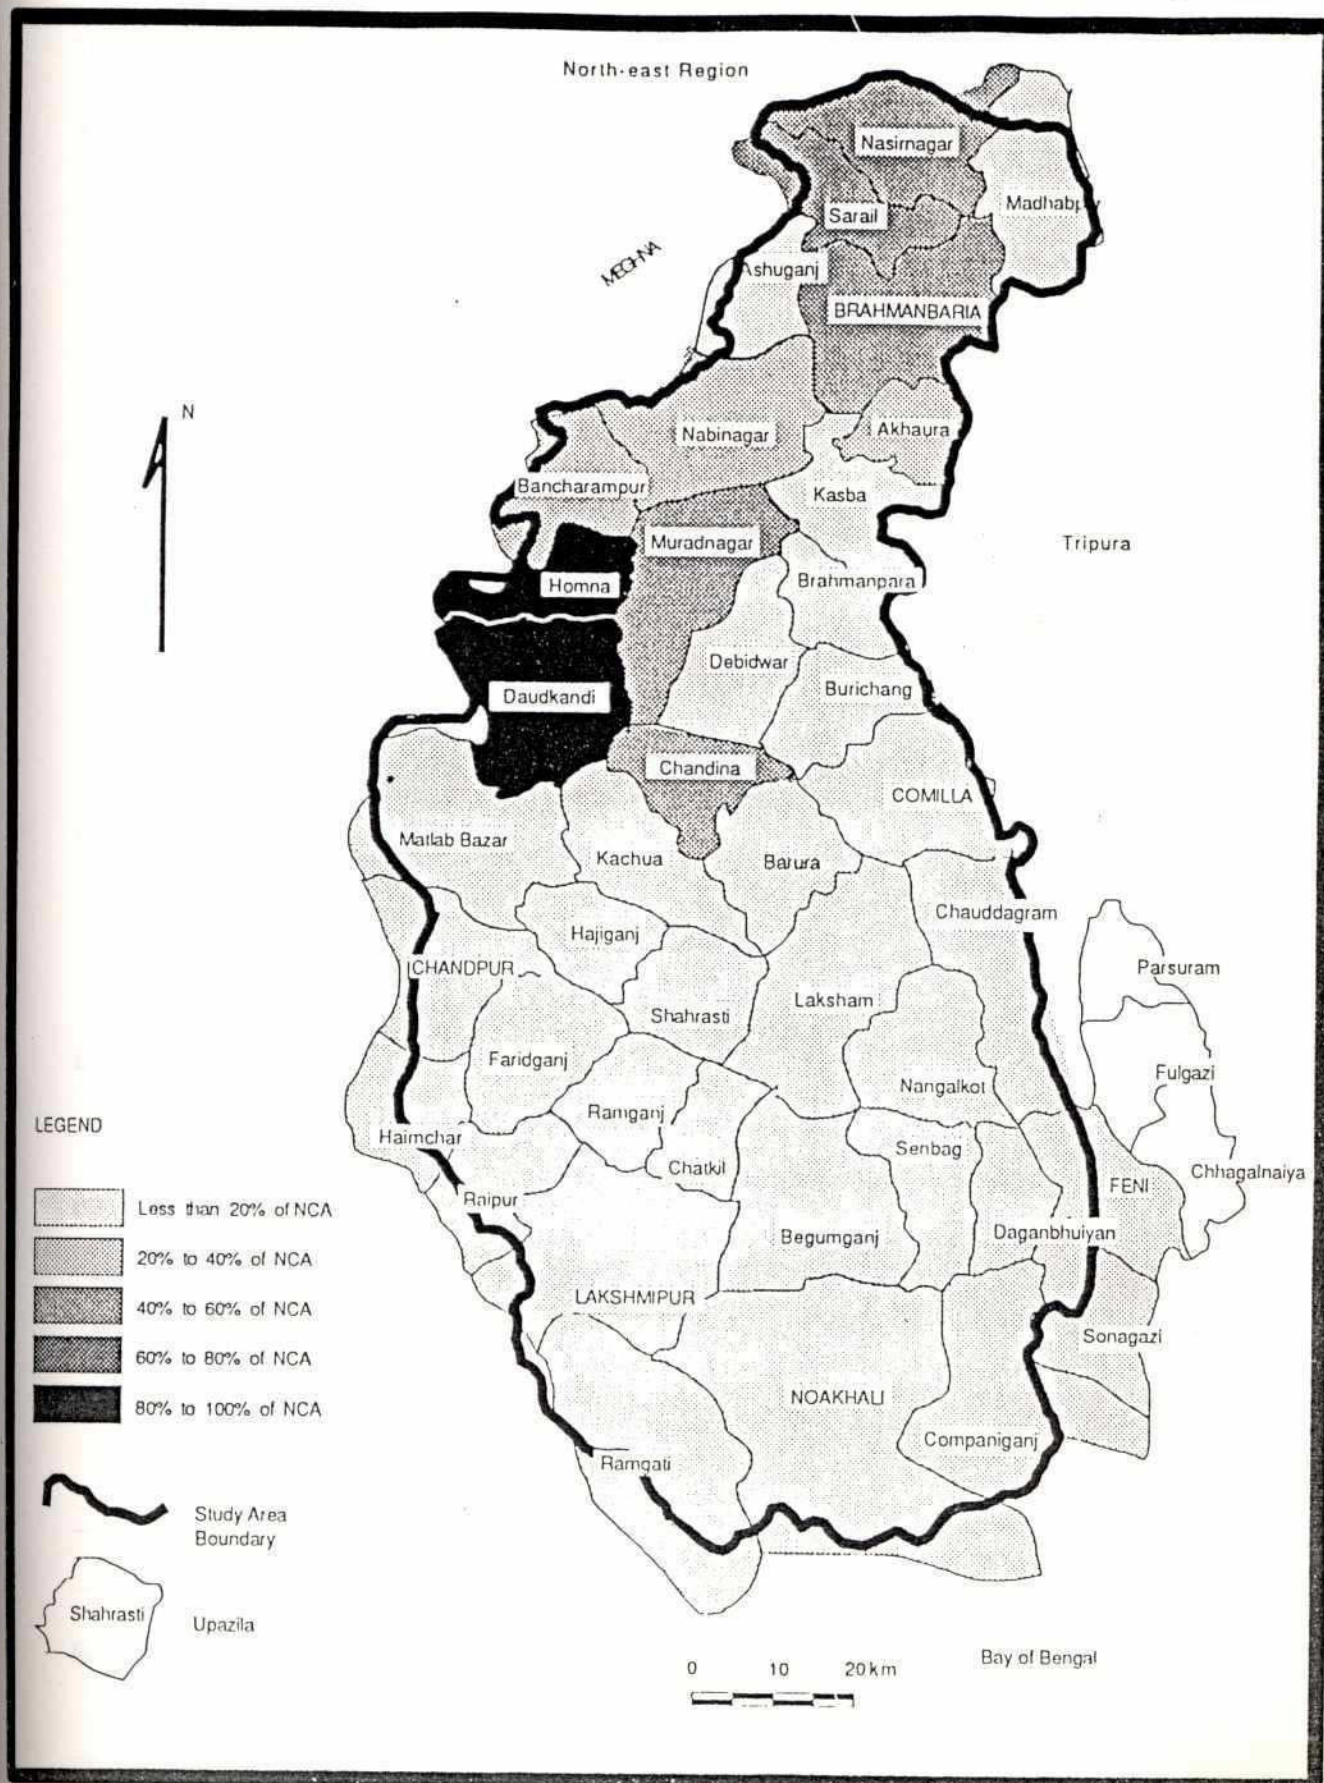 North-east Region
Nasirnagar
Madhabp
Sarail
MEGHNA
Ashuganj
BRAHMANBARIA
N
Nabinagar
Akhaura
Bancharampur
Kasba
Muradnagar
Tripura
Homna
Brahmanpara
Debidwar
Burichang
Daudkandi
Chandina
COMILLA
Matlab Bazar
Kachua
Barura
Chauddagram
Hajiganj
CHANDPUR
Parsuram
Laksham
Shahrasti
Faridganj
Fulgazi
Nangalkot
Ramganj
LEGEND
Haimchar
Senbag
Chatkil
Chhagalnaiya
FENI
Raipur
Less than 20% of NCA
Begumganj
Daganbhuiyan
20% to 40% of NCA
LAKSHMIPUR
40% to 60% of NCA
Sonagazi
60% to 80% of NCA
NOAKHALI
80% to 100% of NCA
Companiganj
Ramgati
Study Area
Boundary
Shahrasti
Upazila
Bay of Bengal
0 10 20 km